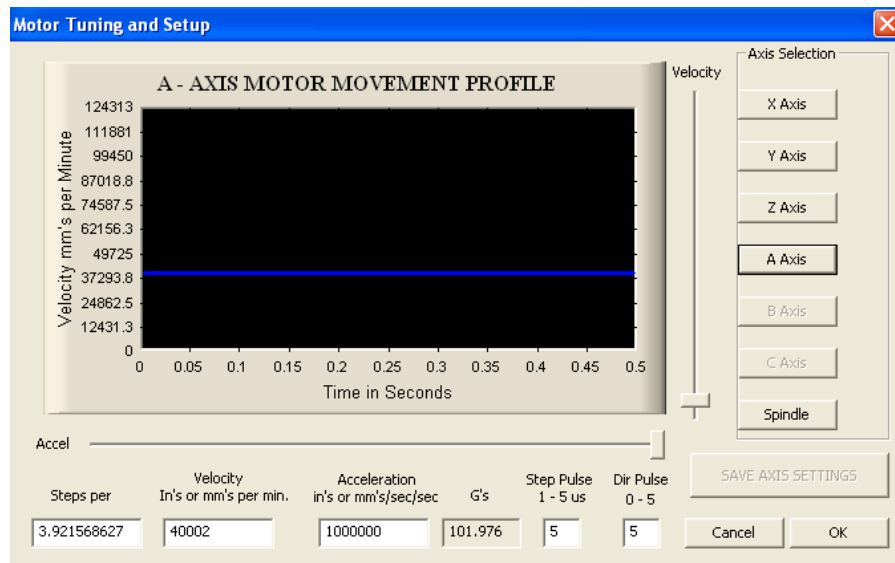 Motor Tuning and Setup
A - AXIS MOTOR MOVEMENT PROFILE
Velocity mm's per Minute
124313
111881
99450
87018.8
74587.5
62156.3
49725
37293.8
24862.5
12431.3
0
0 0.05 0.1 0.15 0.2 0.25 0.3 0.35 0.4 0.45 0.5
Time in Seconds
Velocity
Axis Selection
X Axis
Y Axis
Z Axis
A Axis
B Axis
C Axis
Spindle
Accel
Steps per
Velocity
In's or mm's per min.
Acceleration
in's or mm's/sec/sec
G's
Step Pulse
1 - 5 us
Dir Pulse
0 - 5
3.921568627
40002
1000000
101.976
5
5
SAVE AXIS SETTINGS
Cancel
OK